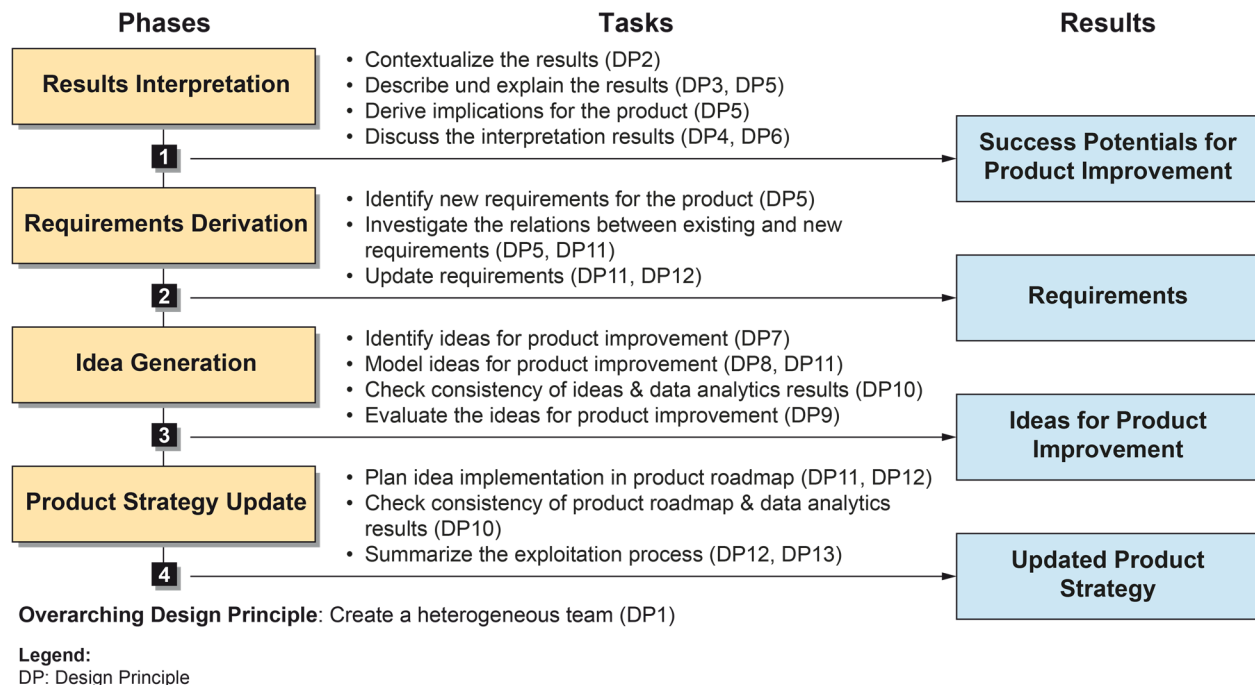 Phases
Tasks
Results
Results Interpretation
• Contextualize the results (DP2)
• Describe und explain the results (DP3, DP5)
• Derive implications for the product (DP5)
• Discuss the interpretation results (DP4, DP6)
1
Success Potentials for
Product Improvement
Requirements Derivation
• Identify new requirements for the product (DP5)
• Investigate the relations between existing and new
requirements (DP5, DP11)
• Update requirements (DP11, DP12)
2
Requirements
Idea Generation
• Identify ideas for product improvement (DP7)
• Model ideas for product improvement (DP8, DP11)
• Check consistency of ideas & data analytics results (DP10)
• Evaluate the ideas for product improvement (DP9)
3
Ideas for Product
Improvement
Product Strategy Update
• Plan idea implementation in product roadmap (DP11, DP12)
• Check consistency of product roadmap & data analytics
results (DP10)
• Summarize the exploitation process (DP12, DP13)
4
Updated Product
Strategy
Overarching Design Principle: Create a heterogeneous team (DP1)
Legend:
DP: Design Principle